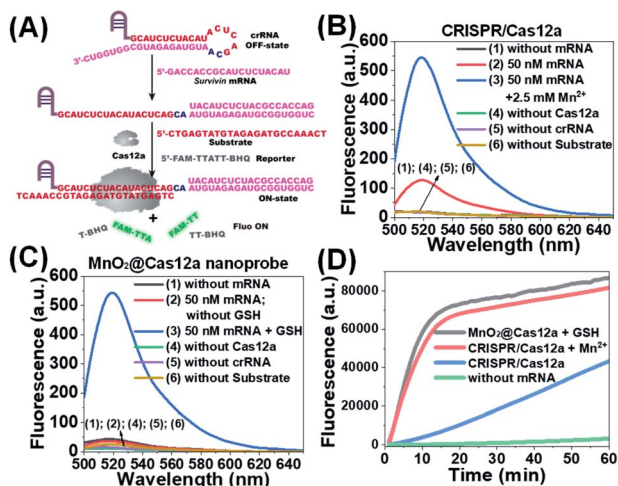 (A)
crRNA
OFF-state
GCAUCUCUACAU
ACUC
GA
AC
3'-CUGGUGGCGUAGAGAUGUA
5'-GACCACCGCAUCUCUACAU
Survivin mRNA
GCAUCUCUACAUACUCAGCA
UACAUCUCUACGCCACCAG
AUGUAGAGAUGCGGUGGUC
Cas12a
5'-CTGAGTATGTAGAGATGCCAAACT
Substrate
5'-FAM-TTATT-BHQ Reporter
GCAUCUCUACAUACUCAGCA
UACAUCUCUACGCCACCAG
AUGUAGAGAUGCGGUGGUC
TCAAACCGTAGAGATGTATGAGTC
ON-state
+
T-BHQ
FAM-TTA
FAM-TT
TT-BHQ
Fluo ON
(B)
CRISPR/Cas12a
Fluorescence (a.u.)
600
500
400
300
200
100
0
(1) without mRNA
(2) 50 nM mRNA
(3) 50 nM mRNA
+2.5 mM Mn2+
(4) without Cas12a
(5) without crRNA
(6) without Substrate
(1); (4); (5); (6)
500 520 540 560 580 600 620 640
Wavelength (nm)
(C)
MnO2@Cas12a nanoprobe
Fluorescence (a.u.)
600
500
400
300
200
100
0
(1) without mRNA
(2) 50 nM mRNA;
without GSH
(3) 50 nM mRNA + GSH
(4) without Cas12a
(5) without crRNA
(6) without Substrate
(1); (2); (4); (5); (6)
500 520 540 560 580 600 620 640
Wavelength (nm)
(D)
Fluorescence (a.u.)
80000
60000
40000
20000
0
MnO2@Cas12a + GSH
CRISPR/Cas12a + Mn2+
CRISPR/Cas12a
without mRNA
0 10 20 30 40 50 60
Time (min)